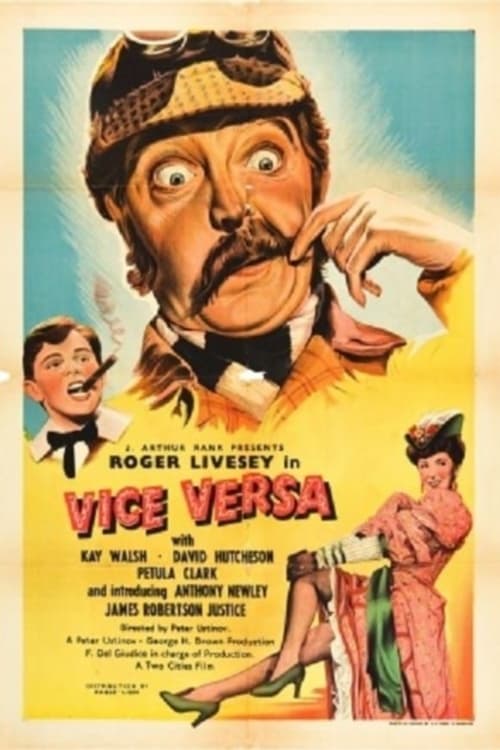 J. ARTHUR RANK PRESENTS
ROGER LIVESEY in
VICE VERSA
with
KAY WALSH · DAVID HUTCHESON
PETULA CLARK
and introducing ANTHONY NEWLEY
JAMES ROBERTSON JUSTICE
Directed by Peter Ustinov.
A Peter Ustinov - George H. Brown Production
F. Del Giudice in charge of Production.
A Two Cities Film
DISTRIBUTION BY